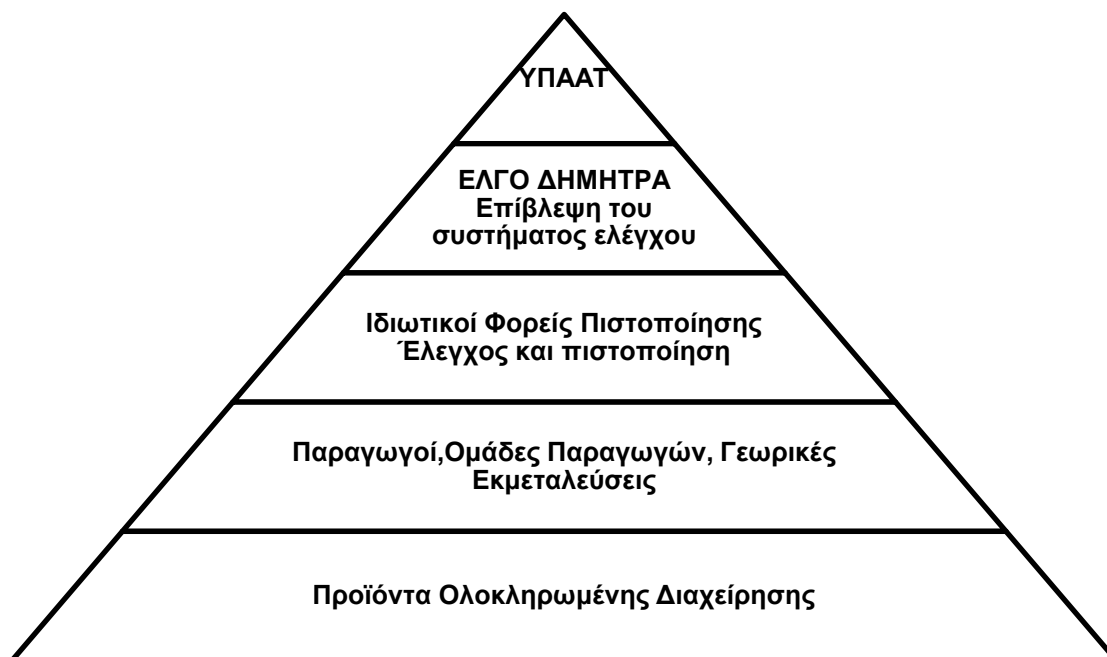 ΥΠΑΑΤ
ΕΛΓΟ ΔΗΜΗΤΡΑ
Επίβλεψη του
συστήματος ελέγχου
Ιδιωτικοί Φορείς Πιστοποίησης
Έλεγχος και πιστοποίηση
Παραγωγοί,Ομάδες Παραγωγών, Γεωρικές
Εκμεταλεύσεις
Προϊόντα Ολοκληρωμένης Διαχείρησης